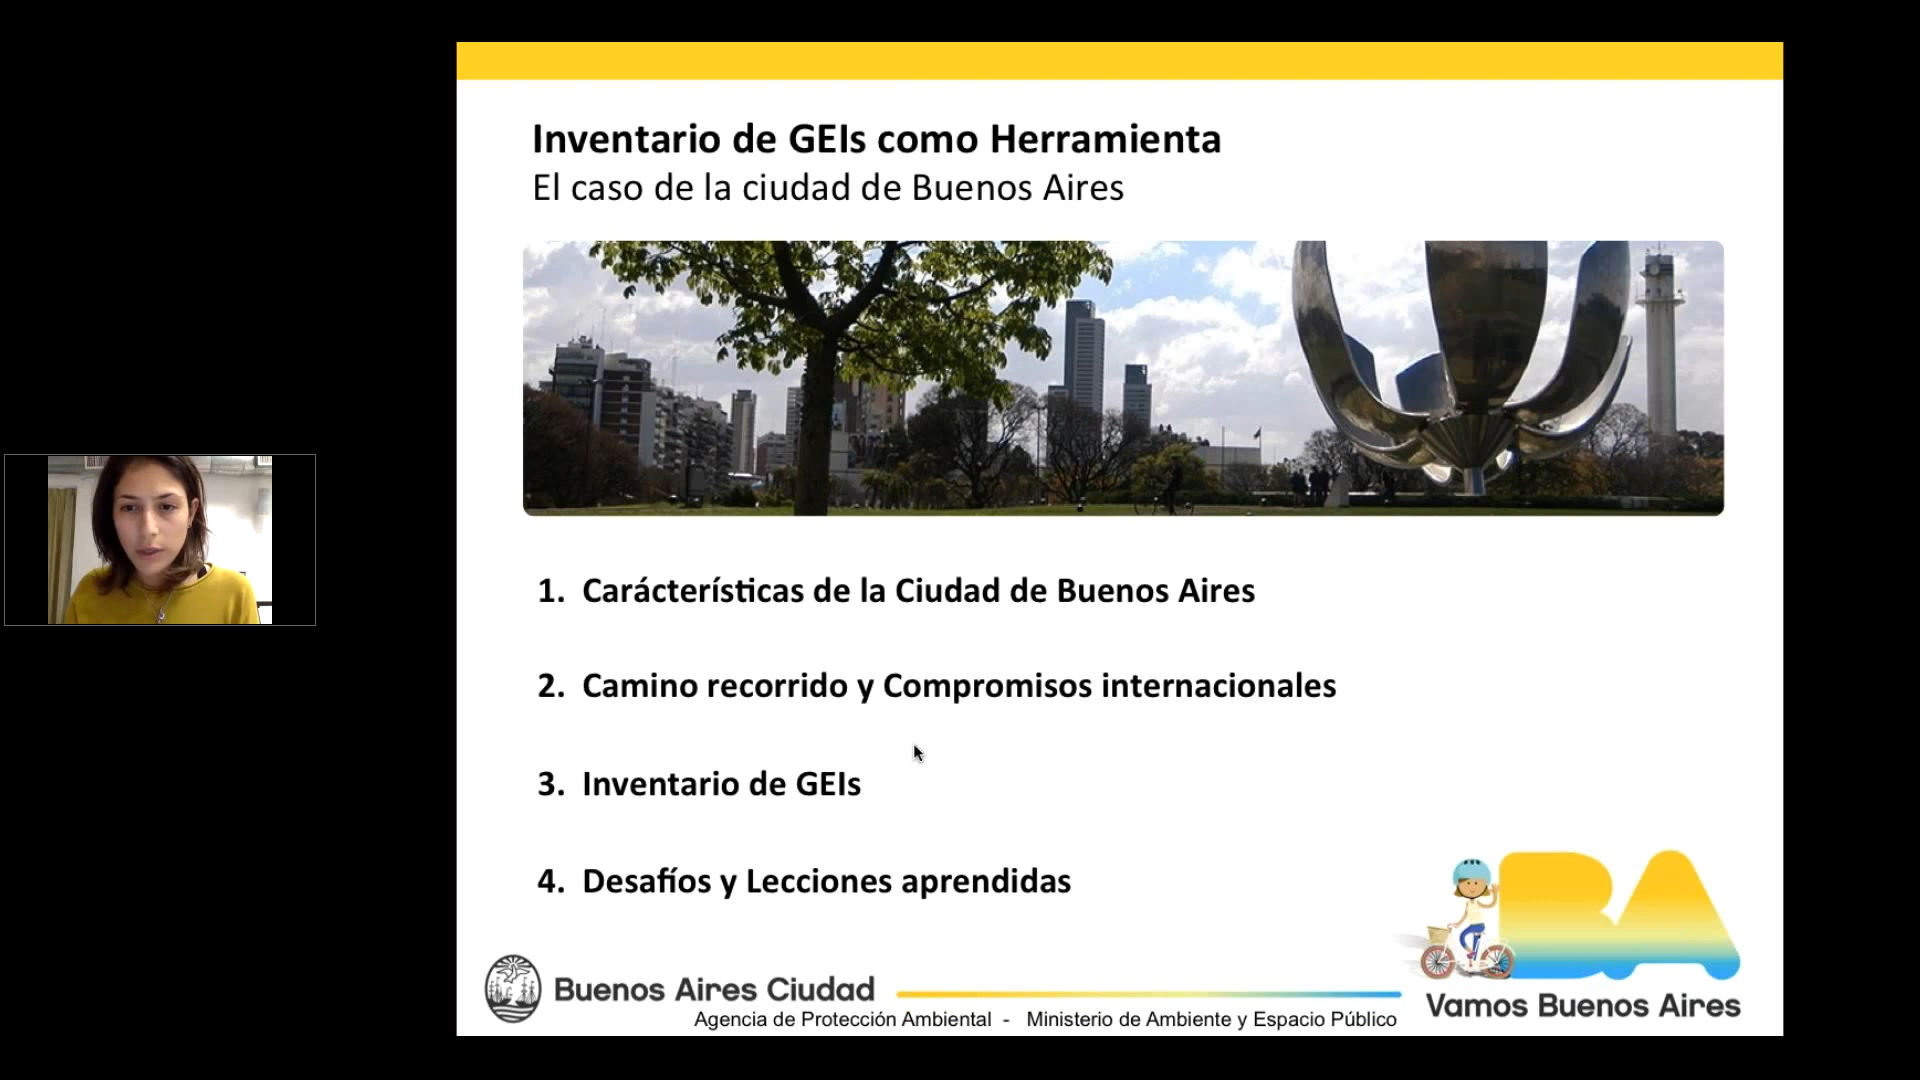 Inventario de GEIs como Herramienta
El caso de la ciudad de Buenos Aires
1. Carácterísticas de la Ciudad de Buenos Aires
2. Camino recorrido y Compromisos internacionales
3. Inventario de GEIs
4. Desafíos y Lecciones aprendidas
BA
Buenos Aires Ciudad
Vamos Buenos Aires
Agencia de Protección Ambiental - Ministerio de Ambiente y Espacio Público